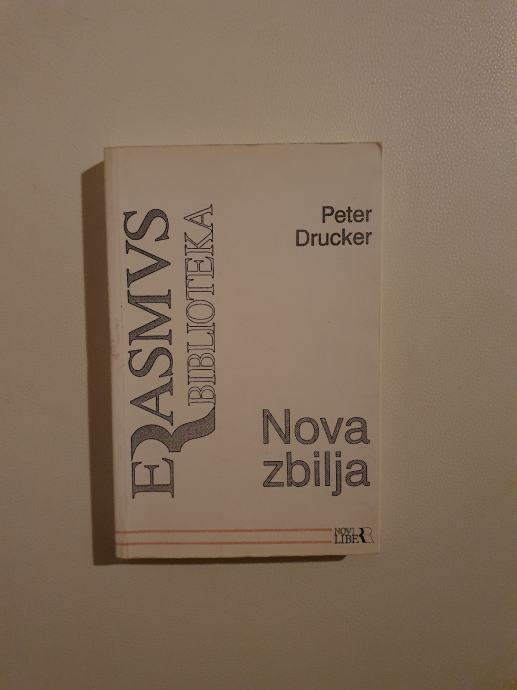 ERASMVS
BIBLIOTEKA
Peter
Drucker
Nova
zbilja
NOVI
LIBER